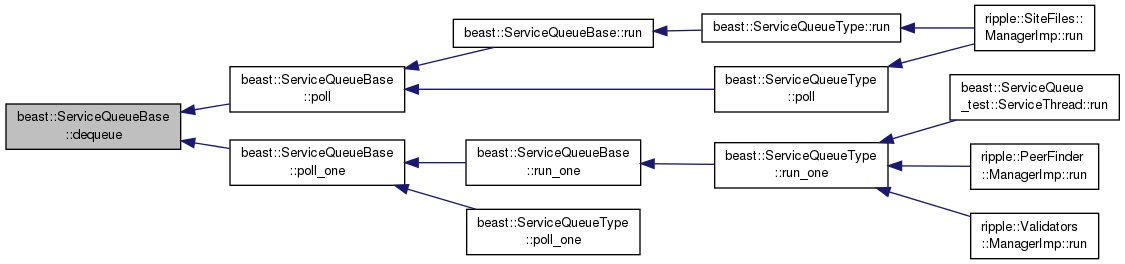 beast::ServiceQueueBase
::dequeue
beast::ServiceQueueBase
::poll
beast::ServiceQueueBase::run
beast::ServiceQueueType::run
ripple::SiteFiles::
ManagerImp::run
beast::ServiceQueueType
::poll
beast::ServiceQueueBase
::poll_one
beast::ServiceQueueBase
::run_one
beast::ServiceQueueType
::run_one
beast::ServiceQueue
_test::ServiceThread::run
ripple::PeerFinder
::ManagerImp::run
ripple::Validators
::ManagerImp::run
beast::ServiceQueueType
::poll_one